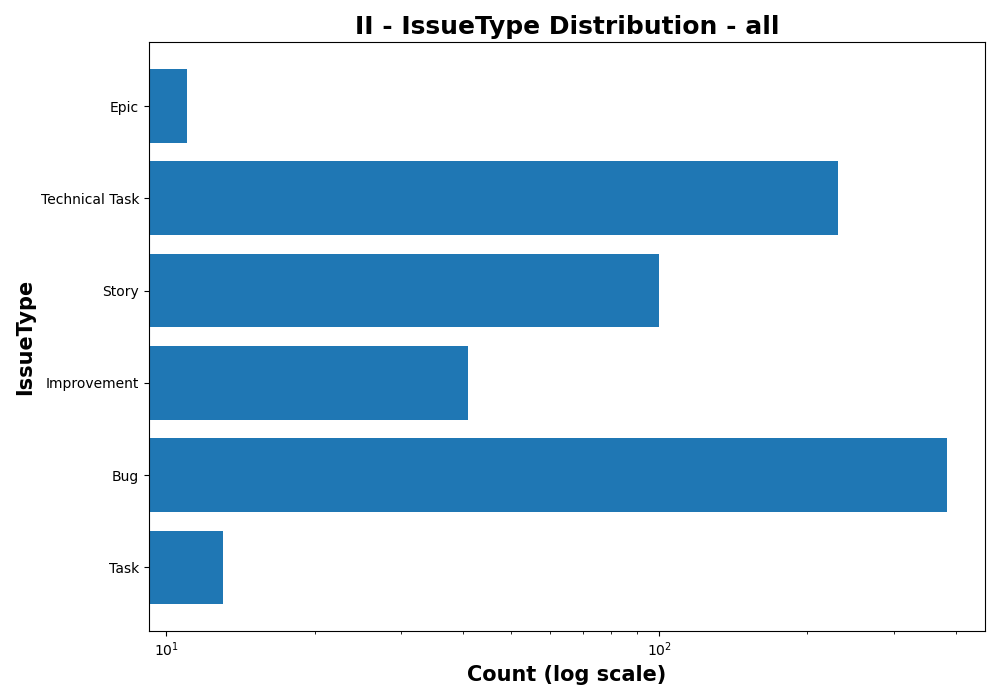 II - IssueType Distribution - all
IssueType
Epic
Technical Task
Story
Improvement
Bug
Task
10¹
10²
Count (log scale)